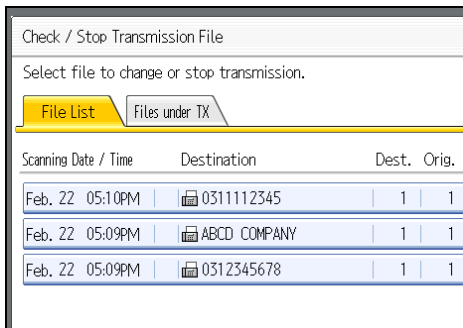 Check / Stop Transmission File
Select file to change or stop transmission.
File List Files under TX
Scanning Date / Time Destination Dest. Orig.
Feb. 22 05:10PM 0311112345 1 1
Feb. 22 05:09PM ABCD COMPANY 1 1
Feb. 22 05:09PM 0312345678 1 1